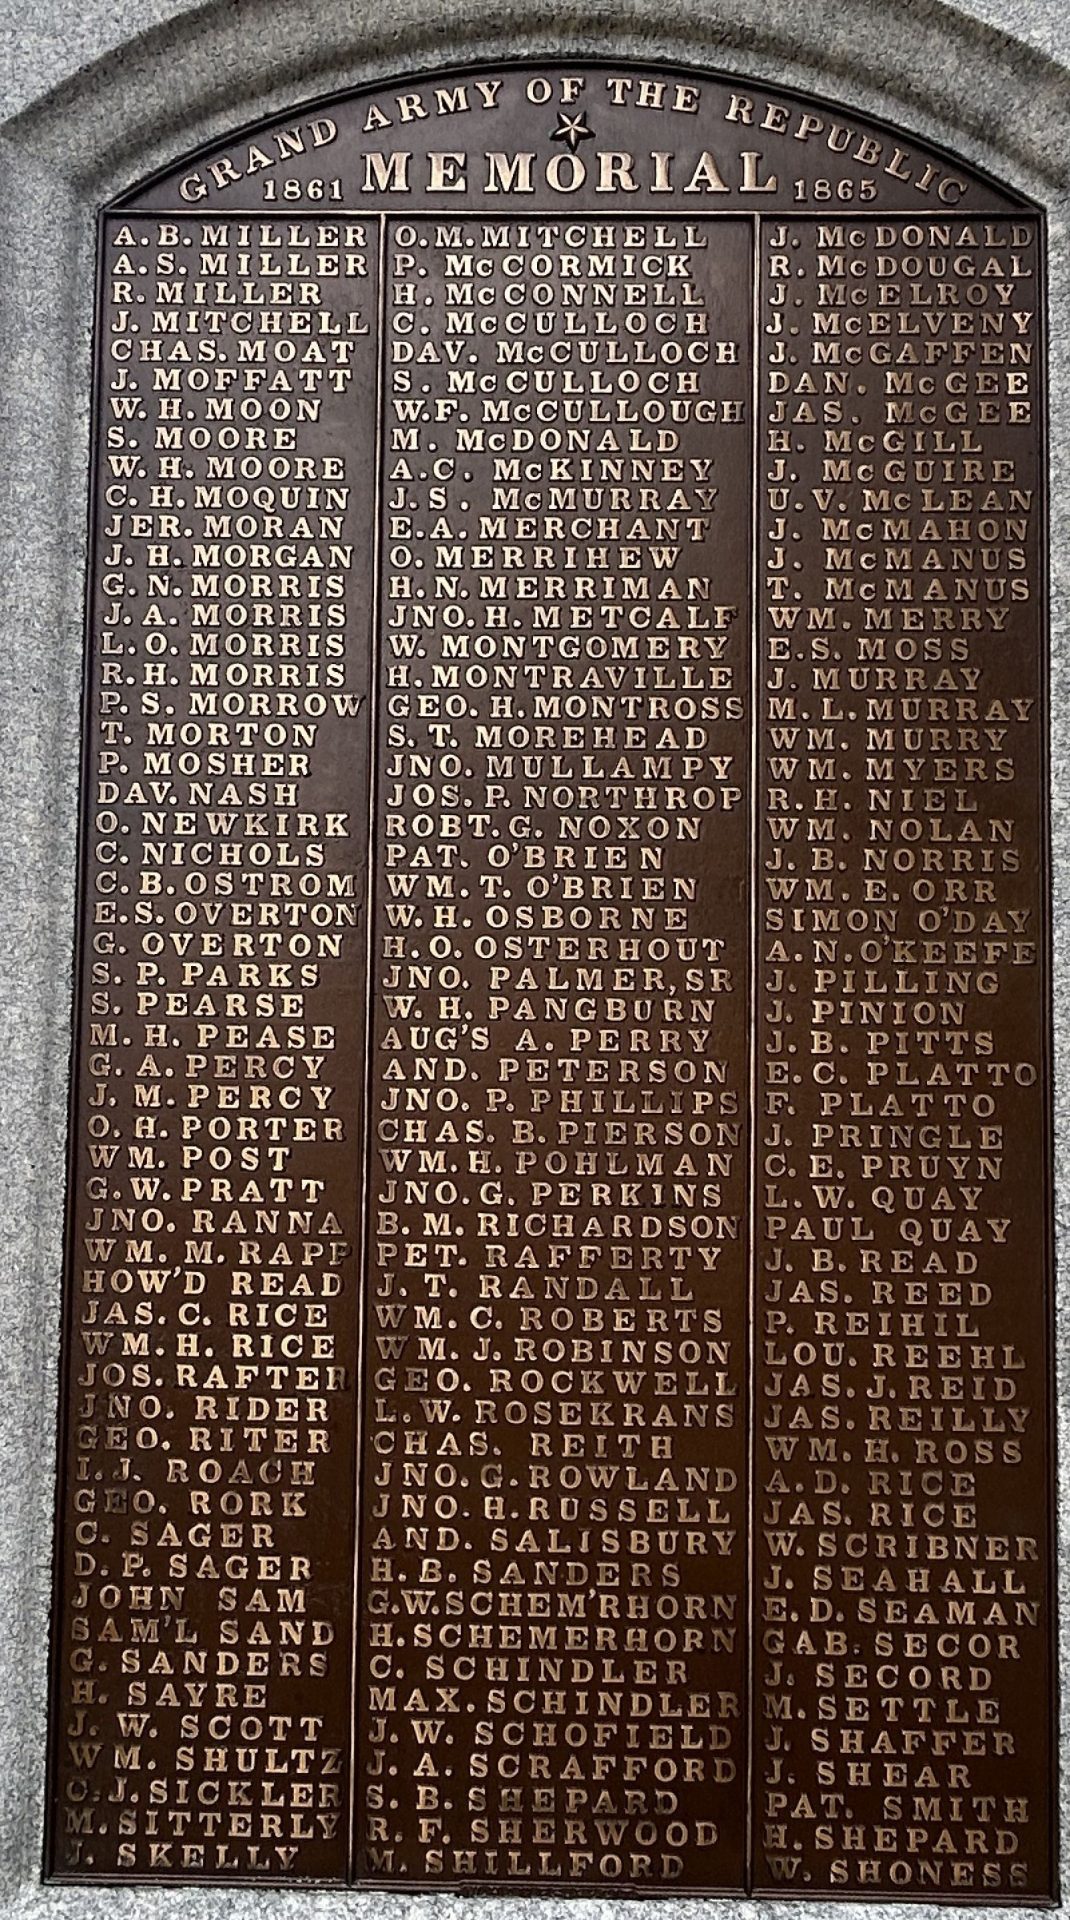 GRAND ARMY OF THE REPUBLIC
1861 MEMORIAL 1865
A. B. MILLER
A. S. MILLER
R. MILLER
J. MITCHELL
CHAS. MOAT
J. MOFFATT
W. H. MOON
S. MOORE
W. H. MOORE
C. H. MOQUIN
JER. MORAN
J. H. MORGAN
G. N. MORRIS
J. A. MORRIS
L. O. MORRIS
R. H. MORRIS
P. S. MORROW
T. MORTON
P. MOSHER
DAV. NASH
O. NEWKIRK
C. NICHOLS
C. B. OSTROM
E. S. OVERTON
G. OVERTON
S. P. PARKS
S. PEARSE
M. H. PEASE
G. A. PERCY
J. M. PERCY
O. H. PORTER
WM. POST
G. W. PRATT
JNO. RANNA
WM. M. RAPP
HOW'D READ
JAS. C. RICE
WM. H. RICE
JOS. RAFTER
JNO. RIDER
GEO. RITER
I. J. ROACH
GEO. RORK
C. SAGER
D. P. SAGER
JOHN SAM
SAM'L SAND
G. SANDERS
H. SAYRE
J. W. SCOTT
WM. SHULTZ
C. J. SICKLER
M. SITTERLY
J. SKELLY
O. M. MITCHELL
P. McCORMICK
H. McCONNELL
C. McCULLOCH
DAV. McCULLOCH
S. McCULLOCH
W. F. McCULLOUGH
M. McDONALD
A. C. McKINNEY
J. S. McMURRAY
E. A. MERCHANT
O. MERRIHEW
H. N. MERRIMAN
JNO. H. METCALF
W. MONTGOMERY
H. MONTRAVILLE
GEO. H. MONTROSS
S. T. MOREHEAD
JNO. MULLAMPY
JOS. P. NORTHROP
ROBT. G. NOXON
PAT. O'BRIEN
WM. T. O'BRIEN
W. H. OSBORNE
H. O. OSTERHOUT
JNO. PALMER, SR
W. H. PANGBURN
AUG'S A. PERRY
AND. PETERSON
JNO. P. PHILLIPS
CHAS. B. PIERSON
WM. H. POHLMAN
JNO. G. PERKINS
B. M. RICHARDSON
PET. RAFFERTY
J. T. RANDALL
WM. C. ROBERTS
WM. J. ROBINSON
GEO. ROCKWELL
L. W. ROSEKRANS
CHAS. REITH
JNO. G. ROWLAND
JNO. H. RUSSELL
AND. SALISBURY
H. B. SANDERS
G. W. SCHEM'RHORN
H. SCHEMERHORN
C. SCHINDLER
MAX. SCHINDLER
J. W. SCHOFIELD
J. A. SCRAFFORD
S. B. SHEPARD
R. F. SHERWOOD
M. SHILLFORD
J. McDONALD
R. McDOUGAL
J. McELROY
J. McELVENY
J. McGAFFEN
DAN. McGEE
JAS. McGEE
H. McGILL
J. McGUIRE
U. V. McLEAN
J. McMAHON
J. McMANUS
T. McMANUS
WM. MERRY
E. S. MOSS
J. MURRAY
M. L. MURRAY
WM. MURRY
WM. MYERS
R. H. NIEL
WM. NOLAN
J. B. NORRIS
WM. E. ORR
SIMON O'DAY
A. N. O'KEEFE
J. PILLING
J. PINION
J. B. PITTS
E. C. PLATTO
F. PLATTO
J. PRINGLE
C. E. PRUYN
L. W. QUAY
PAUL QUAY
J. B. READ
JAS. REED
P. REIHIL
LOU. REEHL
JAS. J. REID
JAS. REILLY
WM. H. ROSS
A. D. RICE
JAS. RICE
W. SCRIBNER
J. SEAHALL
E. D. SEAMAN
GAB. SECOR
J. SECORD
M. SETTLE
J. SHAFFER
J. SHEAR
PAT. SMITH
H. SHEPARD
W. SHONESS